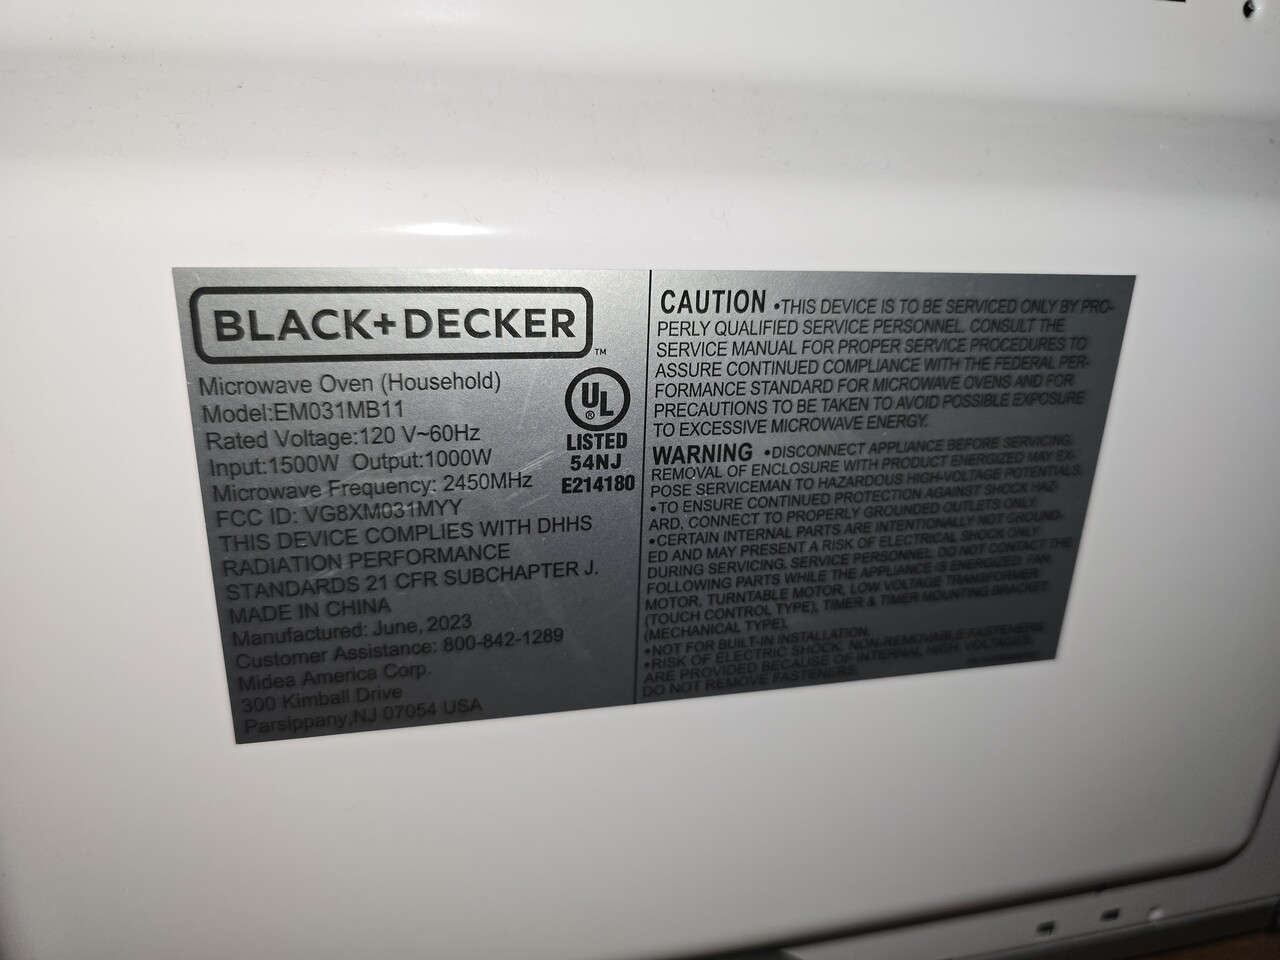 BLACK+DECKER™
Microwave Oven (Household)
Model:EM031MB11
Rated Voltage:120 V~60Hz
Input:1500W Output:1000W
Microwave Frequency: 2450MHz
FCC ID: VG8XM031MYY
THIS DEVICE COMPLIES WITH DHHS
RADIATION PERFORMANCE
STANDARDS 21 CFR SUBCHAPTER J.
MADE IN CHINA
Manufactured: June, 2023
Customer Assistance: 800-842-1289
Midea America Corp.
300 Kimball Drive
Parsippany,NJ 07054 USA
UL®
LISTED
54NJ
E214180
CAUTION •THIS DEVICE IS TO BE SERVICED ONLY BY PRO-
PERLY QUALIFIED SERVICE PERSONNEL. CONSULT THE
SERVICE MANUAL FOR PROPER SERVICE PROCEDURES TO
ASSURE CONTINUED COMPLIANCE WITH THE FEDERAL PER-
FORMANCE STANDARD FOR MICROWAVE OVENS AND FOR
PRECAUTIONS TO BE TAKEN TO AVOID POSSIBLE EXPOSURE
TO EXCESSIVE MICROWAVE ENERGY.
WARNING •DISCONNECT APPLIANCE BEFORE SERVICING.
REMOVAL OF ENCLOSURE WITH PRODUCT ENERGIZED MAY EX-
POSE SERVICEMAN TO HAZARDOUS HIGH-VOLTAGE POTENTIALS.
•TO ENSURE CONTINUED PROTECTION AGAINST SHOCK HAZ-
ARD, CONNECT TO PROPERLY GROUNDED OUTLETS ONLY.
•CERTAIN INTERNAL PARTS ARE INTENTIONALLY NOT GROUND-
ED AND MAY PRESENT A RISK OF ELECTRICAL SHOCK ONLY
DURING SERVICING. SERVICE PERSONNEL DO NOT CONTACT THE
FOLLOWING PARTS WHILE THE APPLIANCE IS ENERGIZED: FAN
MOTOR, TURNTABLE MOTOR, LOW VOLTAGE TRANSFORMER
(TOUCH CONTROL TYPE), TIMER & TIMER MOUNTING BRACKET
(MECHANICAL TYPE).
•NOT FOR BUILT-IN INSTALLATION.
•RISK OF ELECTRIC SHOCK, NON-REMOVABLE FASTENERS
ARE PROVIDED BECAUSE OF INTERNAL HIGH VOLTAGES.
DO NOT REMOVE FASTENERS.